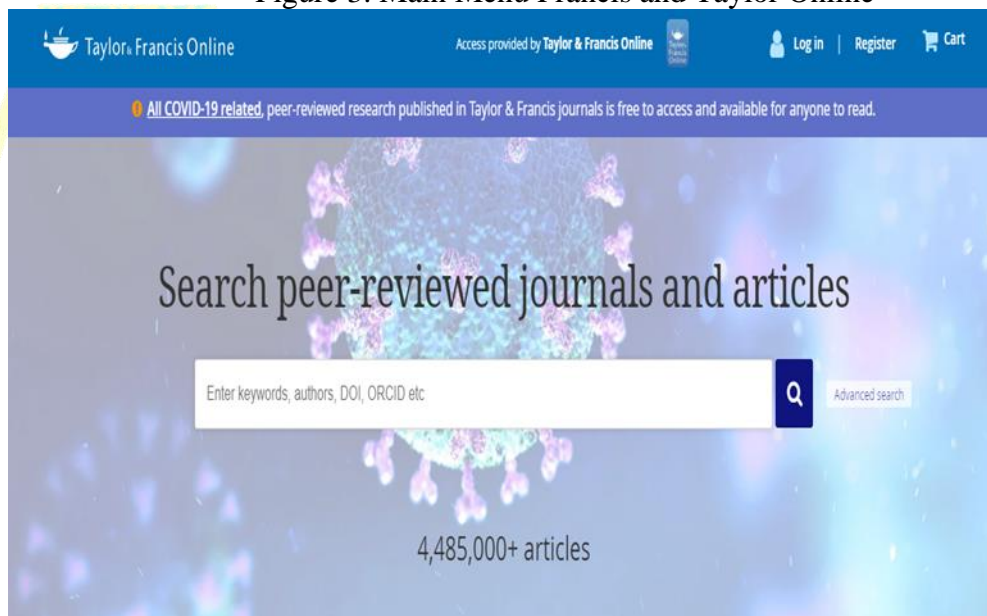 Figure 3. Main Menu Francis and Taylor Online
Taylor & Francis Online
Access provided by Taylor & Francis Online
Log in | Register
Cart
All COVID-19 related, peer-reviewed research published in Taylor & Francis journals is free to access and available for anyone to read.
Search peer-reviewed journals and articles
Enter keywords, authors, DOI, ORCID etc
Advanced search
4,485,000+ articles